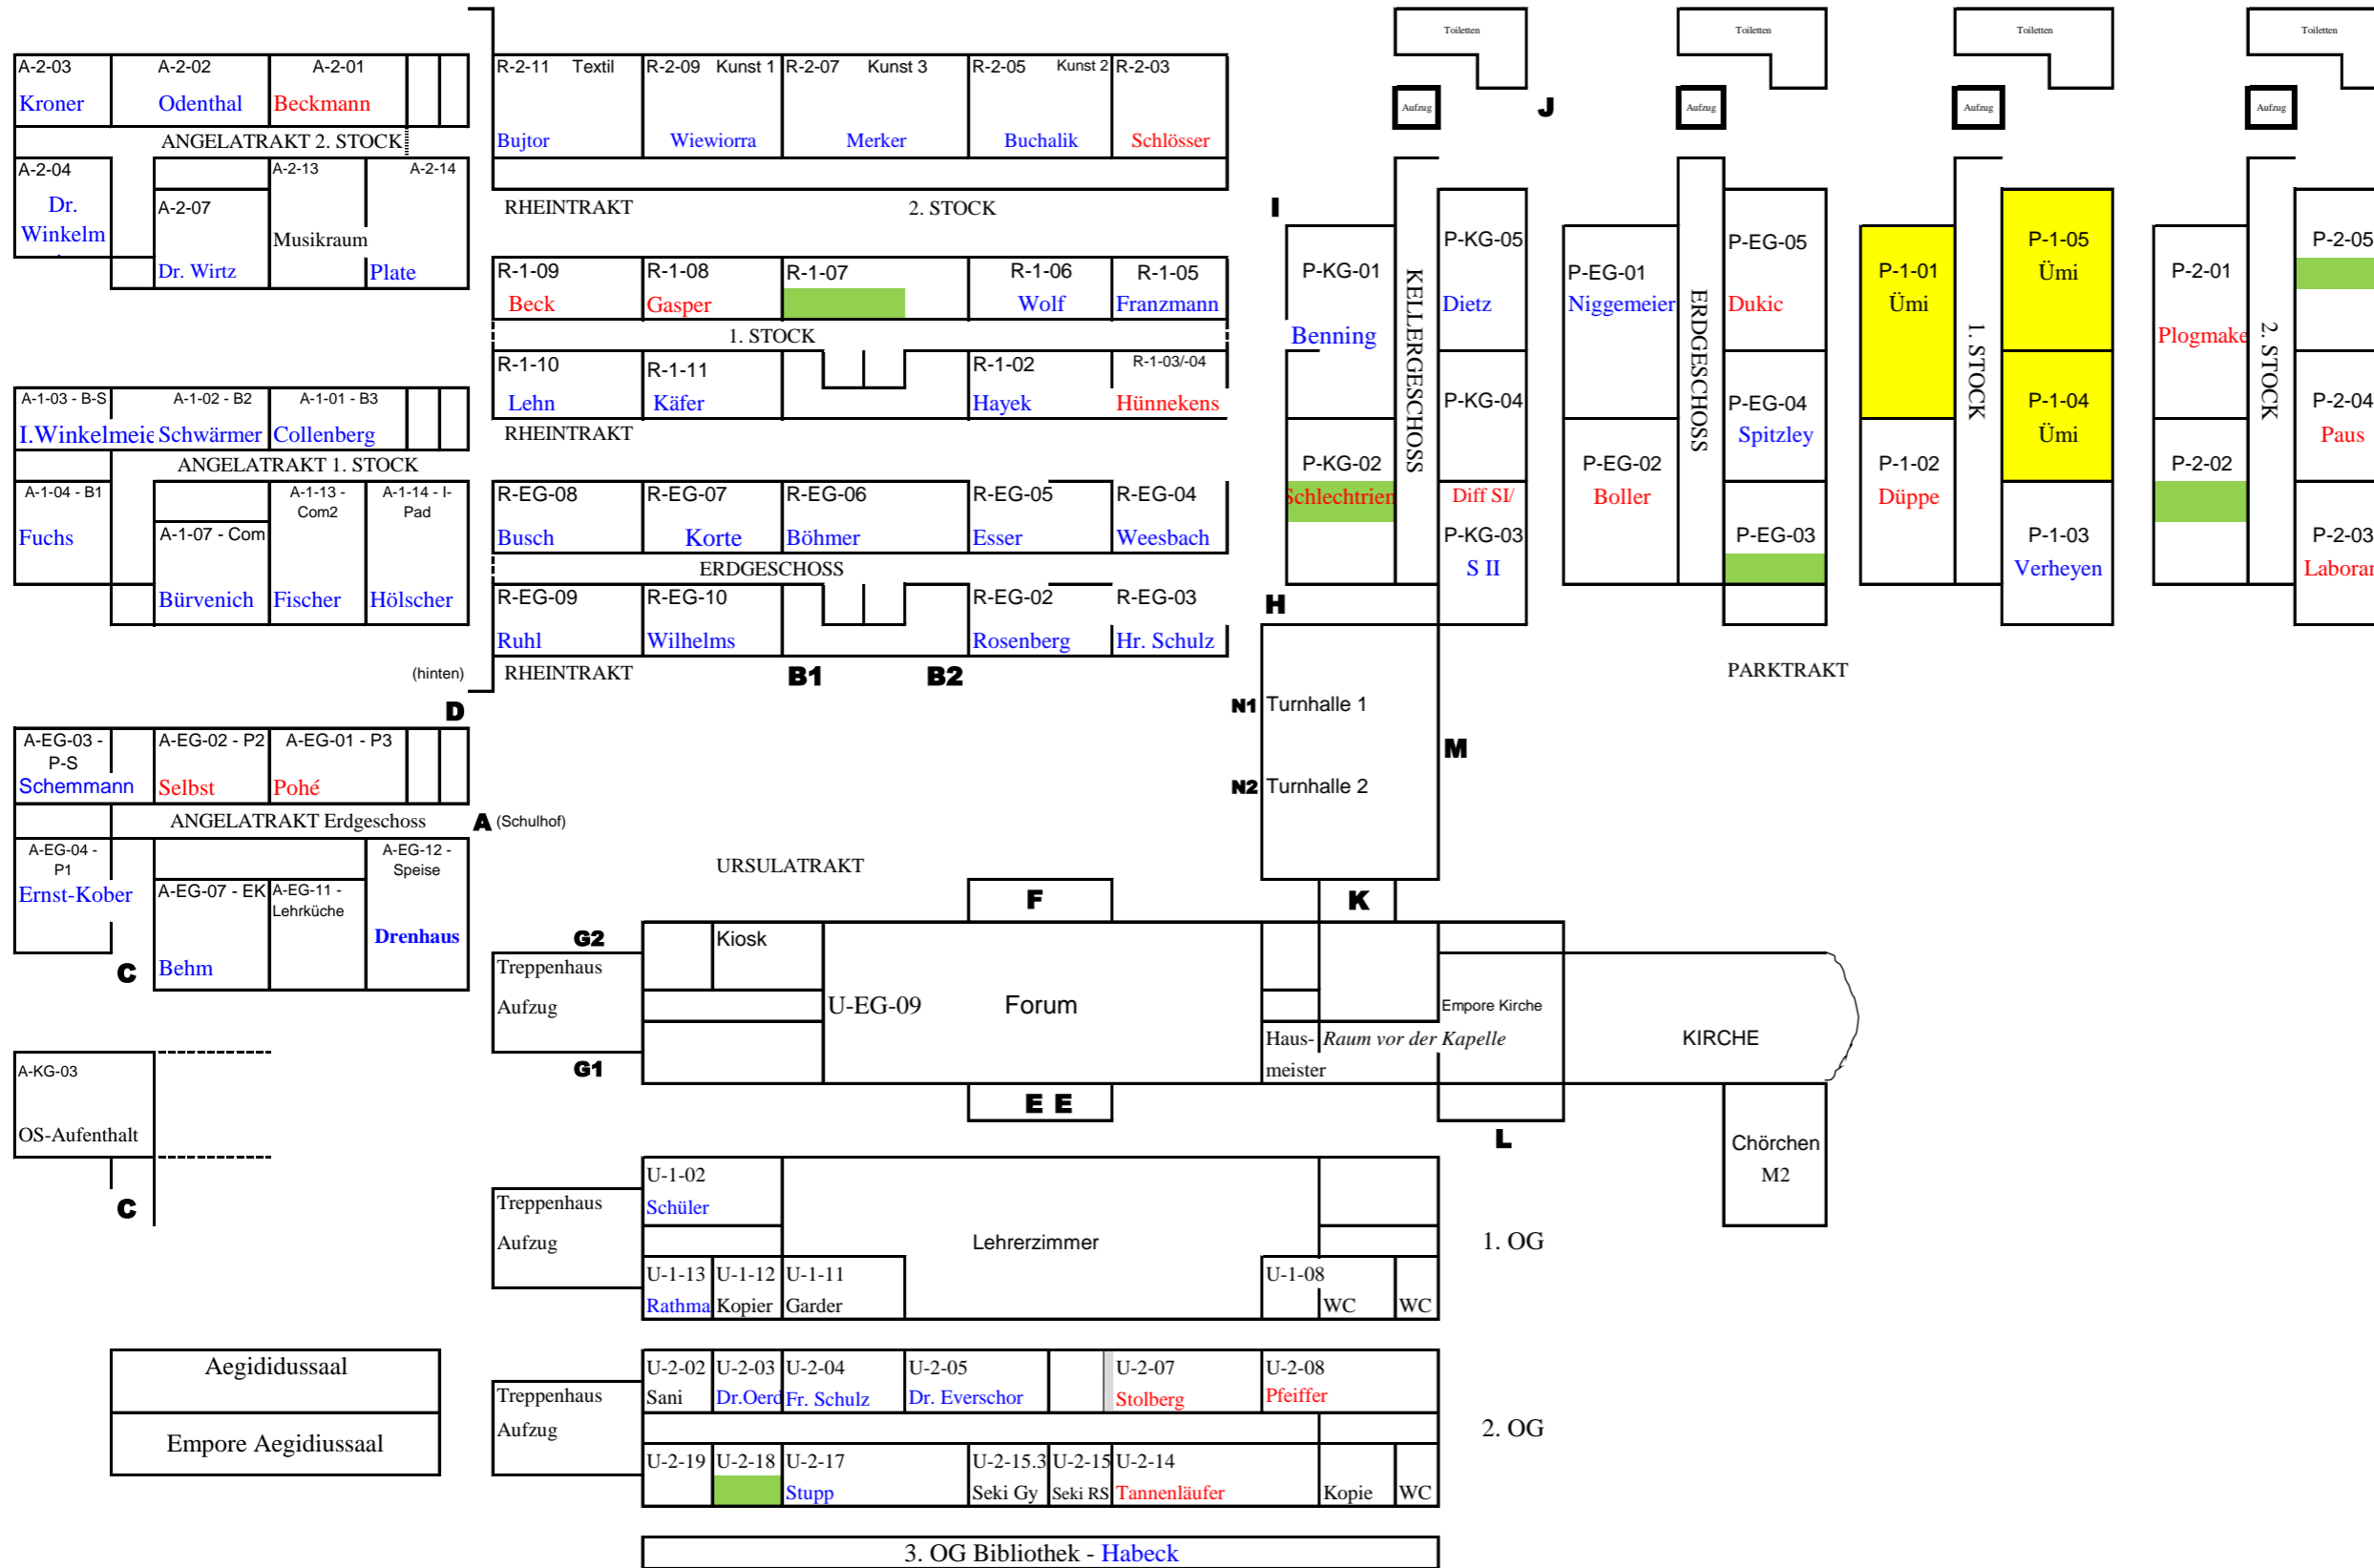 A-2-03 A-2-02 A-2-01
Kroner Odenthal Beckmann
ANGELATRAKT 2. STOCK
A-2-04 A-2-13 A-2-14
Dr.
Winkelm
A-2-07
Musikraum
Dr. Wirtz Plate
A-1-03 - B-S A-1-02 - B2 A-1-01 - B3
I.Winkelmeie Schwärmer Collenberg
ANGELATRAKT 1. STOCK
A-1-04 - B1 A-1-13 - Com2 A-1-14 - I-Pad
Fuchs
A-1-07 - Com
Bürvenich Fischer Hölscher
(hinten)
D
A-EG-03 - P-S A-EG-02 - P2 A-EG-01 - P3
Schemmann Selbst Pohé
ANGELATRAKT Erdgeschoss
A (Schulhof)
A-EG-04 - P1 A-EG-12 - Speise
Ernst-Kober
A-EG-07 - EK A-EG-11 - Lehrküche
Drenhaus
C
Behm
A-KG-03
OS-Aufenthalt
C
Aegididussaal
Empore Aegidiussaal
R-2-11 Textil R-2-09 Kunst 1 R-2-07 Kunst 3 R-2-05 Kunst 2 R-2-03
Bujtor Wiewiorra Merker Buchalik Schlösser
RHEINTRAKT 2. STOCK
R-1-09 R-1-08 R-1-07 R-1-06 R-1-05
Beck Gasper Wolf Franzmann
1. STOCK
R-1-10 R-1-11 R-1-02 R-1-03/-04
Lehn Käfer Hayek Hünnekens
RHEINTRAKT
R-EG-08 R-EG-07 R-EG-06 R-EG-05 R-EG-04
Busch Korte Böhmer Esser Weesbach
ERDGESCHOSS
R-EG-09 R-EG-10 R-EG-02 R-EG-03
Ruhl Wilhelms Rosenberg Hr. Schulz
RHEINTRAKT
B1 B2
Toiletten Toiletten Toiletten Toiletten
Aufzug Aufzug Aufzug Aufzug
J
I
P-KG-01
Benning
P-KG-02
Schlechtrien
KELLERGESCHOSS
P-KG-05
Dietz
P-KG-04
Diff SI/
P-KG-03
S II
P-EG-01
Niggemeier
P-EG-02
Boller
ERDGESCHOSS
P-EG-05
Dukic
P-EG-04
Spitzley
P-EG-03
P-1-01
Ümi
P-1-02
Düppe
1. STOCK
P-1-05
Ümi
P-1-04
Ümi
P-1-03
Verheyen
P-2-01
Plogmake
P-2-02
2. STOCK
P-2-05
P-2-04
Paus
P-2-03
Laboran
H
PARKTRAKT
N1 Turnhalle 1
M
N2 Turnhalle 2
URSULATRAKT
F
K
G2
Kiosk
Treppenhaus
Aufzug
U-EG-09 Forum
Empore Kirche
Haus-
meister
Raum vor der Kapelle
KIRCHE
G1
E E
L
Chörchen
M2
U-1-02
Schüler
Treppenhaus
Aufzug
Lehrerzimmer
1. OG
U-1-13 U-1-12 U-1-11 U-1-08
Rathma Kopier Garder WC WC
U-2-02 U-2-03 U-2-04 U-2-05 U-2-07 U-2-08
Sani Dr.Oerd Fr. Schulz Dr. Everschor Stolberg Pfeiffer
Treppenhaus
Aufzug
2. OG
U-2-19 U-2-18 U-2-17 U-2-15.3 U-2-15 U-2-14
Stupp Seki Gy Seki RS Tannenläufer Kopie WC
3. OG Bibliothek - Habeck